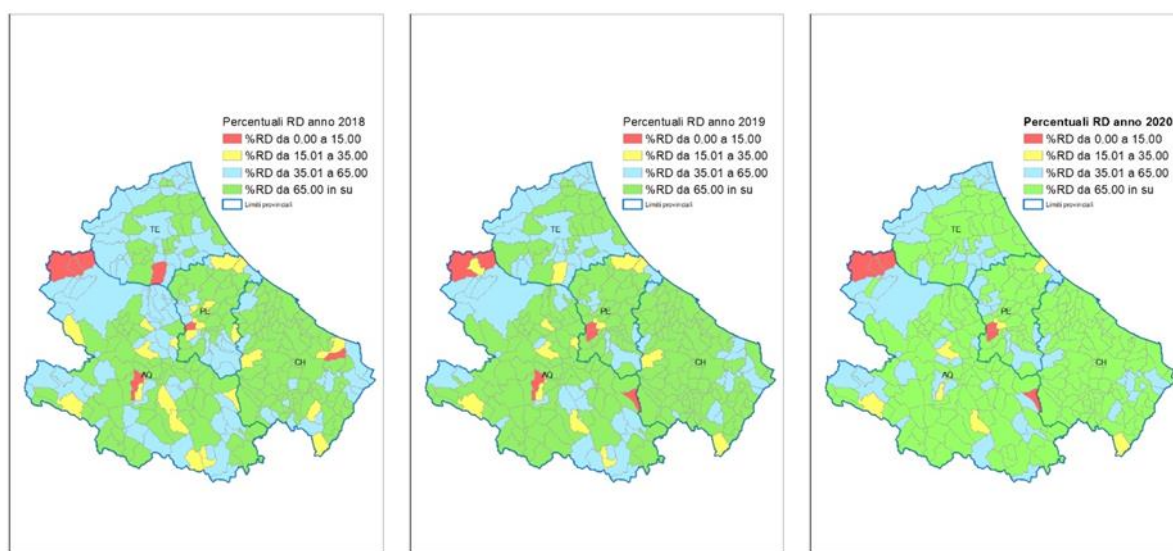 Percentuali RD anno 2018
%RD da 0.00 a 15.00
%RD da 15.01 a 35.00
%RD da 35.01 a 65.00
%RD da 65.00 in su
Limiti provinciali
TE
PE
CH
AQ
Percentuali RD anno 2019
%RD da 0.00 a 15.00
%RD da 15.01 a 35.00
%RD da 35.01 a 65.00
%RD da 65.00 in su
Limiti provinciali
TE
PE
CH
AQ
Percentuali RD anno 2020
%RD da 0.00 a 15.00
%RD da 15.01 a 35.00
%RD da 35.01 a 65.00
%RD da 65.00 in su
Limiti provinciali
TE
PE
CH
AQ